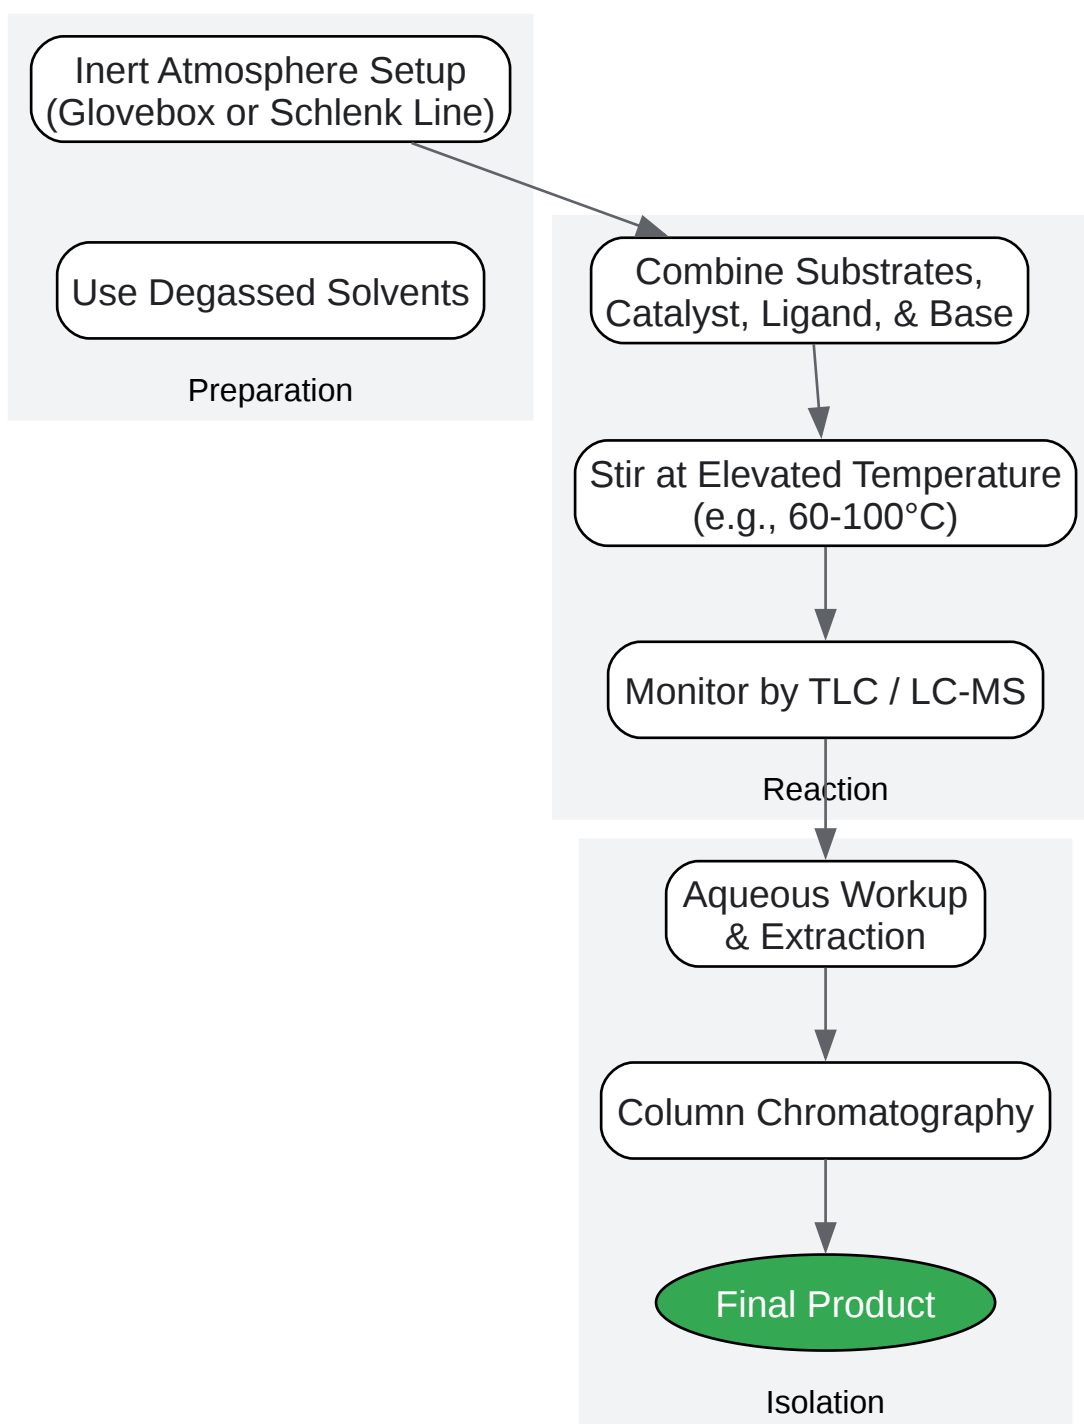 Inert Atmosphere Setup
(Glovebox or Schlenk Line)
Use Degassed Solvents
Preparation
Combine Substrates,
Catalyst, Ligand, & Base
Stir at Elevated Temperature
(e.g., 60-100°C)
Monitor by TLC / LC-MS
Reaction
Aqueous Workup
& Extraction
Column Chromatography
Final Product
Isolation